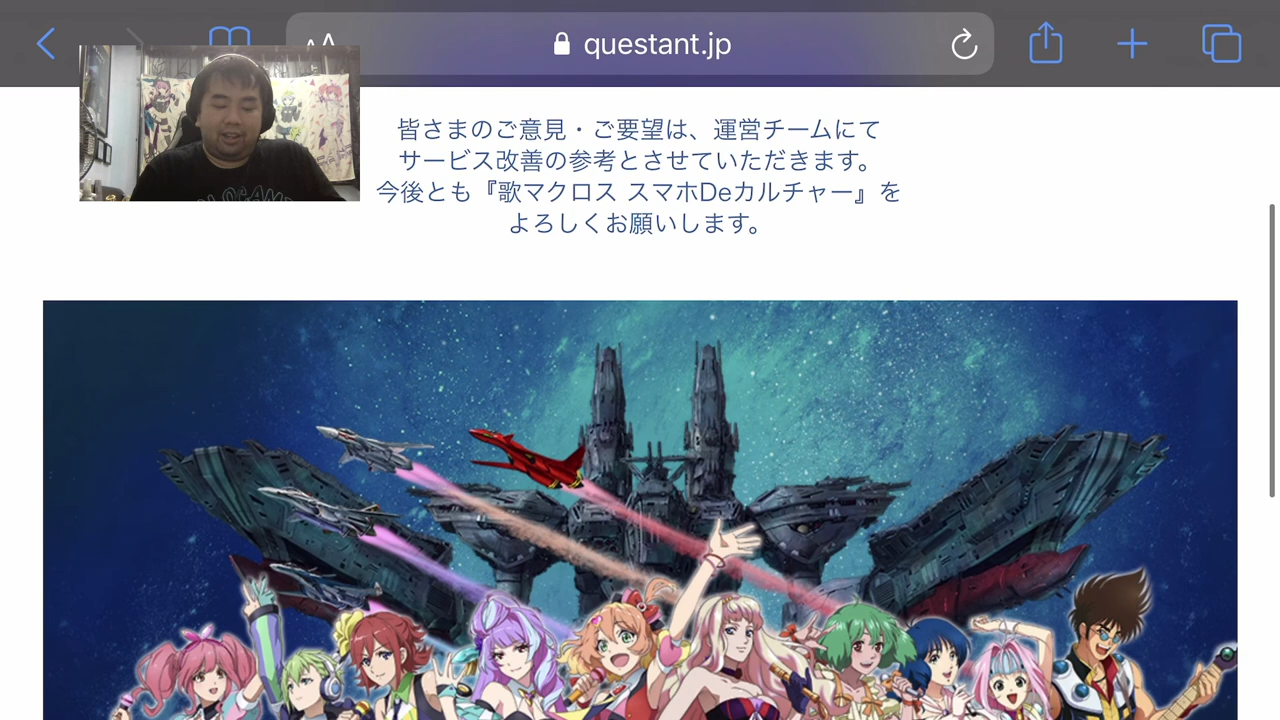 questant.jp
皆さまのご意見・ご要望は、運営チームにて
サービス改善の参考とさせていただきます。
今後とも『歌マクロス スマホDeカルチャー』を
よろしくお願いします。